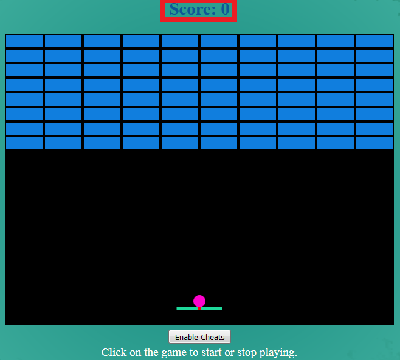 Score: 0
Enable Cheats
Click on the game to start or stop playing.